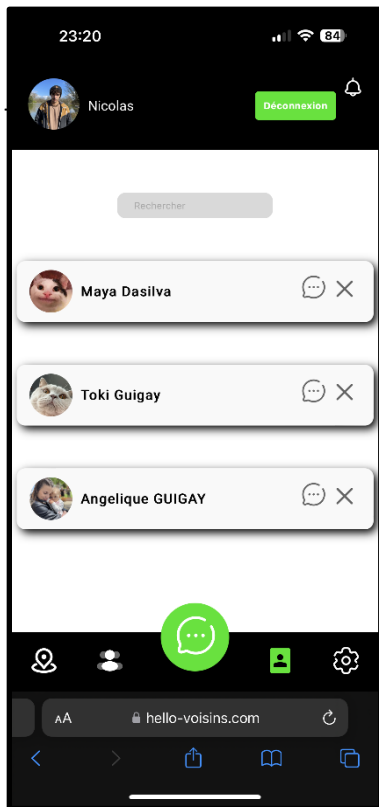 23:20
84
Nicolas
Déconnexion
Rechercher
Maya Dasilva
Toki Guigay
Angelique GUIGAY
AA
hello-voisins.com